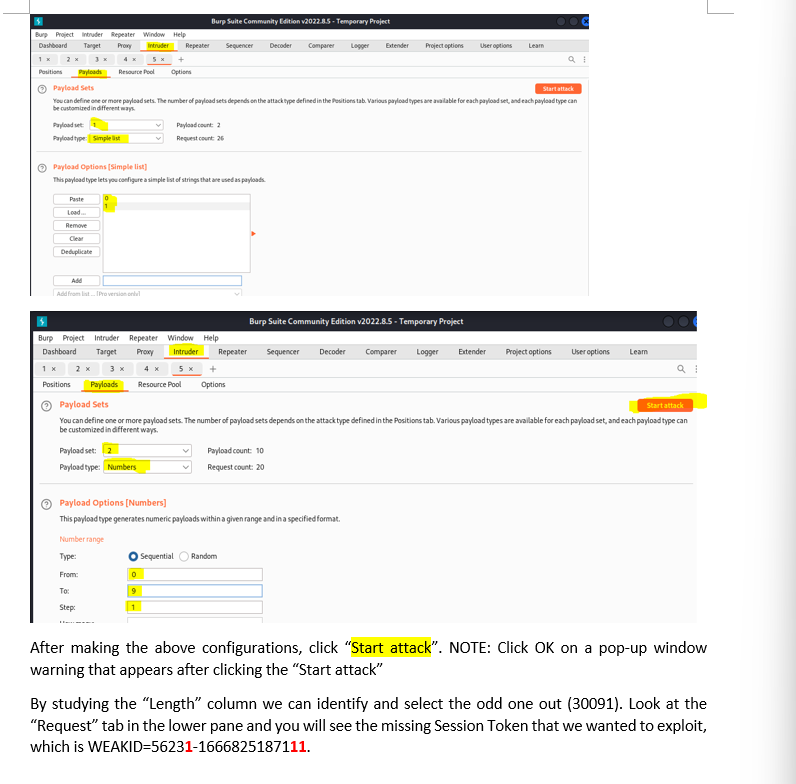 Burp Suite Community Edition v2022.8.5 - Temporary Project
Burp Project Intruder Repeater Window Help
Dashboard Target Proxy Intruder Repeater Sequencer Decoder Comparer Logger Extender Project options User options Learn
1 × 2 × 3 × 4 × 5 × +
Positions Payloads Resource Pool Options
Payload Sets
Start attack
You can define one or more payload sets. The number of payload sets depends on the attack type defined in the Positions tab. Various payload types are available for each payload set, and each payload type can
be customized in different ways.
Payload set: 1 Payload count: 2
Payload type: Simple list Request count: 26
Payload Options [Simple list]
This payload type lets you configure a simple list of strings that are used as payloads.
Paste 0
1
Load ...
Remove
Clear
Deduplicate
Add
Add from list ... [Pro version only]
Burp Suite Community Edition v2022.8.5 - Temporary Project
Burp Project Intruder Repeater Window Help
Dashboard Target Proxy Intruder Repeater Sequencer Decoder Comparer Logger Extender Project options User options Learn
1 × 2 × 3 × 4 × 5 × +
Positions Payloads Resource Pool Options
Payload Sets
Start attack
You can define one or more payload sets. The number of payload sets depends on the attack type defined in the Positions tab. Various payload types are available for each payload set, and each payload type can
be customized in different ways.
Payload set: 2 Payload count: 10
Payload type: Numbers Request count: 20
Payload Options [Numbers]
This payload type generates numeric payloads within a given range and in a specified format.
Number range
Type: Sequential Random
From: 0
To: 9
Step: 1
After making the above configurations, click “Start attack”. NOTE: Click OK on a pop-up window
warning that appears after clicking the “Start attack”
By studying the “Length” column we can identify and select the odd one out (30091). Look at the
“Request” tab in the lower pane and you will see the missing Session Token that we wanted to exploit,
which is WEAKID=56231-1666825187111.